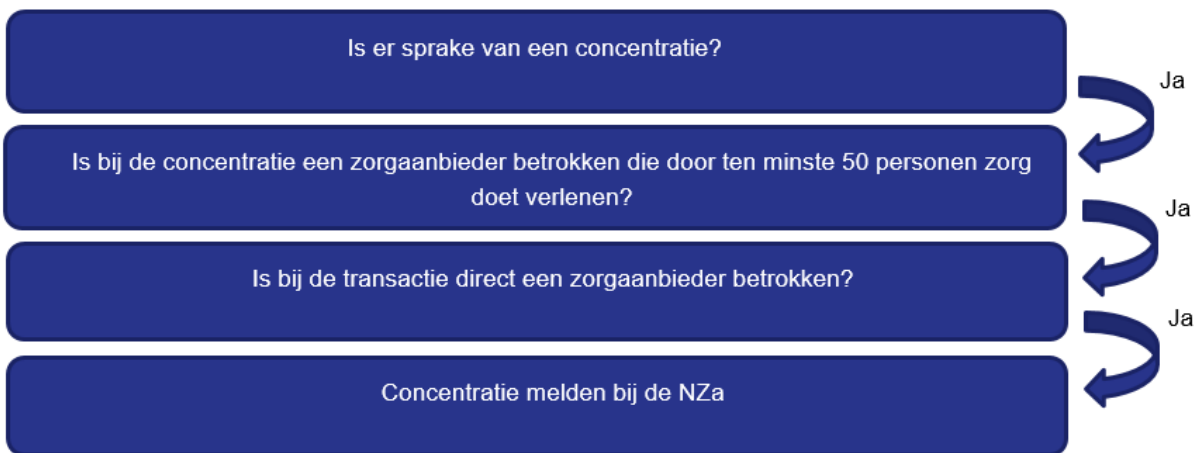 Is er sprake van een concentratie?
Ja
Is bij de concentratie een zorgaanbieder betrokken die door ten minste 50 personen zorg
doet verlenen?
Ja
Is bij de transactie direct een zorgaanbieder betrokken?
Ja
Concentratie melden bij de NZa